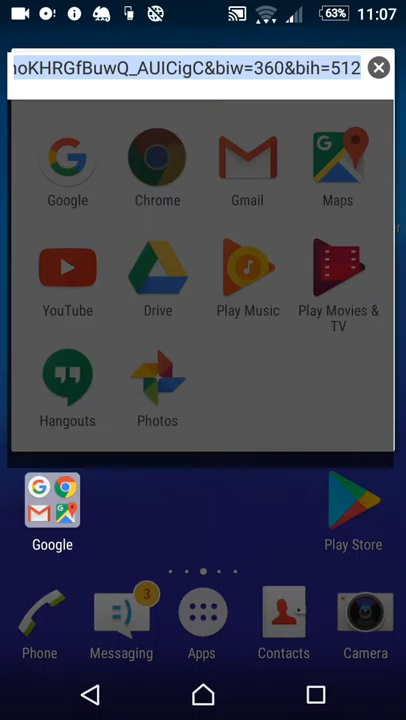 63% 11:07
noKHRGfBuwQ_AUICigC&biw=360&bih=512
Google Chrome Gmail Maps
YouTube Drive Play Music Play Movies &
TV
Hangouts Photos
Google Play Store
3
Phone Messaging Apps Contacts Camera